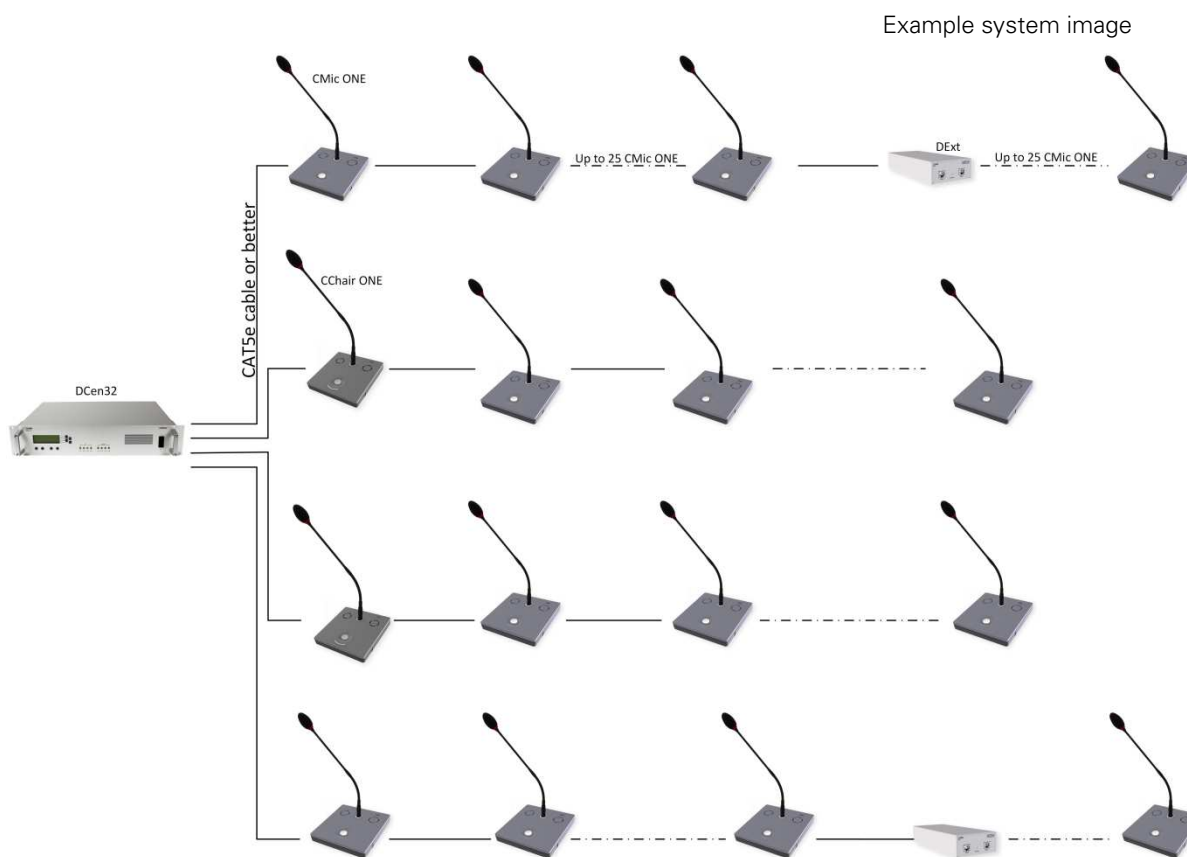 Example system image
CMic ONE
Up to 25 CMic ONE
DExt
Up to 25 CMic ONE
CAT5e cable or better
CChair ONE
DCen32